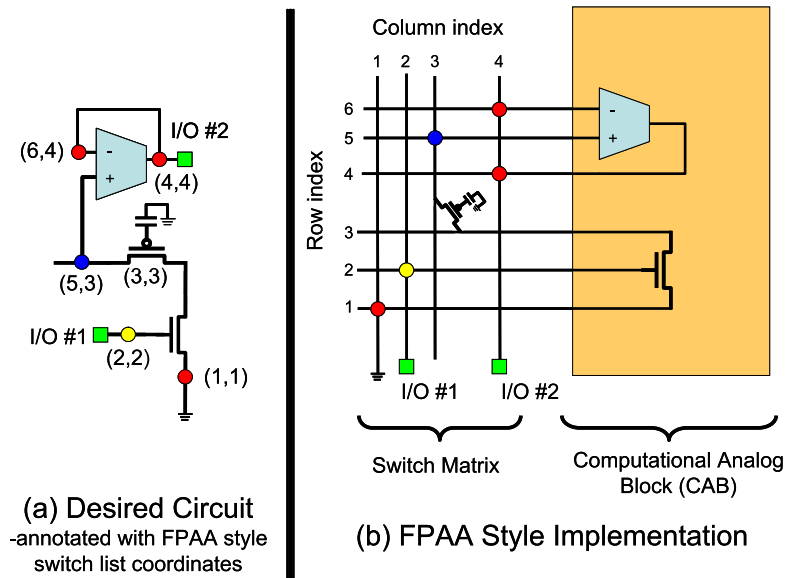 I/O #2
(6,4)
-
+
(4,4)
(5,3)
(3,3)
I/O #1
(2,2)
(1,1)
(a) Desired Circuit
-annotated with FPAA style
switch list coordinates
Column index
1 2 3 4
Row index
6
5
4
3
2
1
-
+
I/O #1
I/O #2
Switch Matrix
Computational Analog
Block (CAB)
(b) FPAA Style Implementation